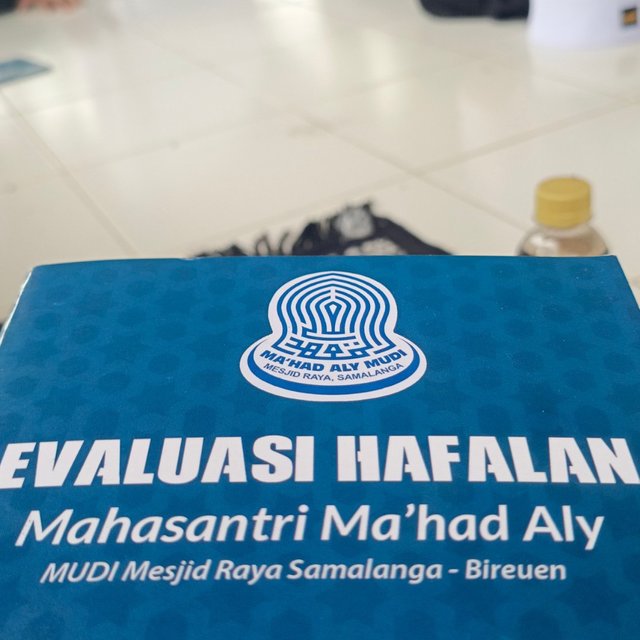 MA'HAD ALY MUDI
MESJID RAYA, SAMALANGA
EVALUASI HAFALAN
Mahasantri Ma'had Aly
MUDI Mesjid Raya Samalanga - Bireuen